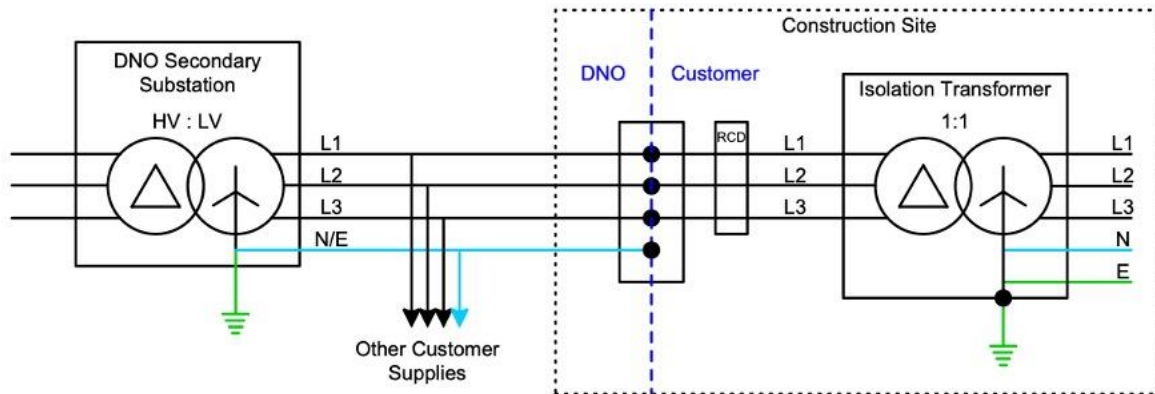 Construction Site
DNO Secondary
Substation
HV : LV
L1
L2
L3
N/E
Other Customer
Supplies
DNO
Customer
RCD
L1
L2
L3
Isolation Transformer
1:1
L1
L2
L3
N
E